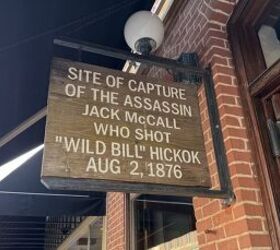 SITE OF CAPTURE
OF THE ASSASSIN
JACK McCALL
WHO SHOT
"WILD BILL" HICKOK
AUG 2, 1876